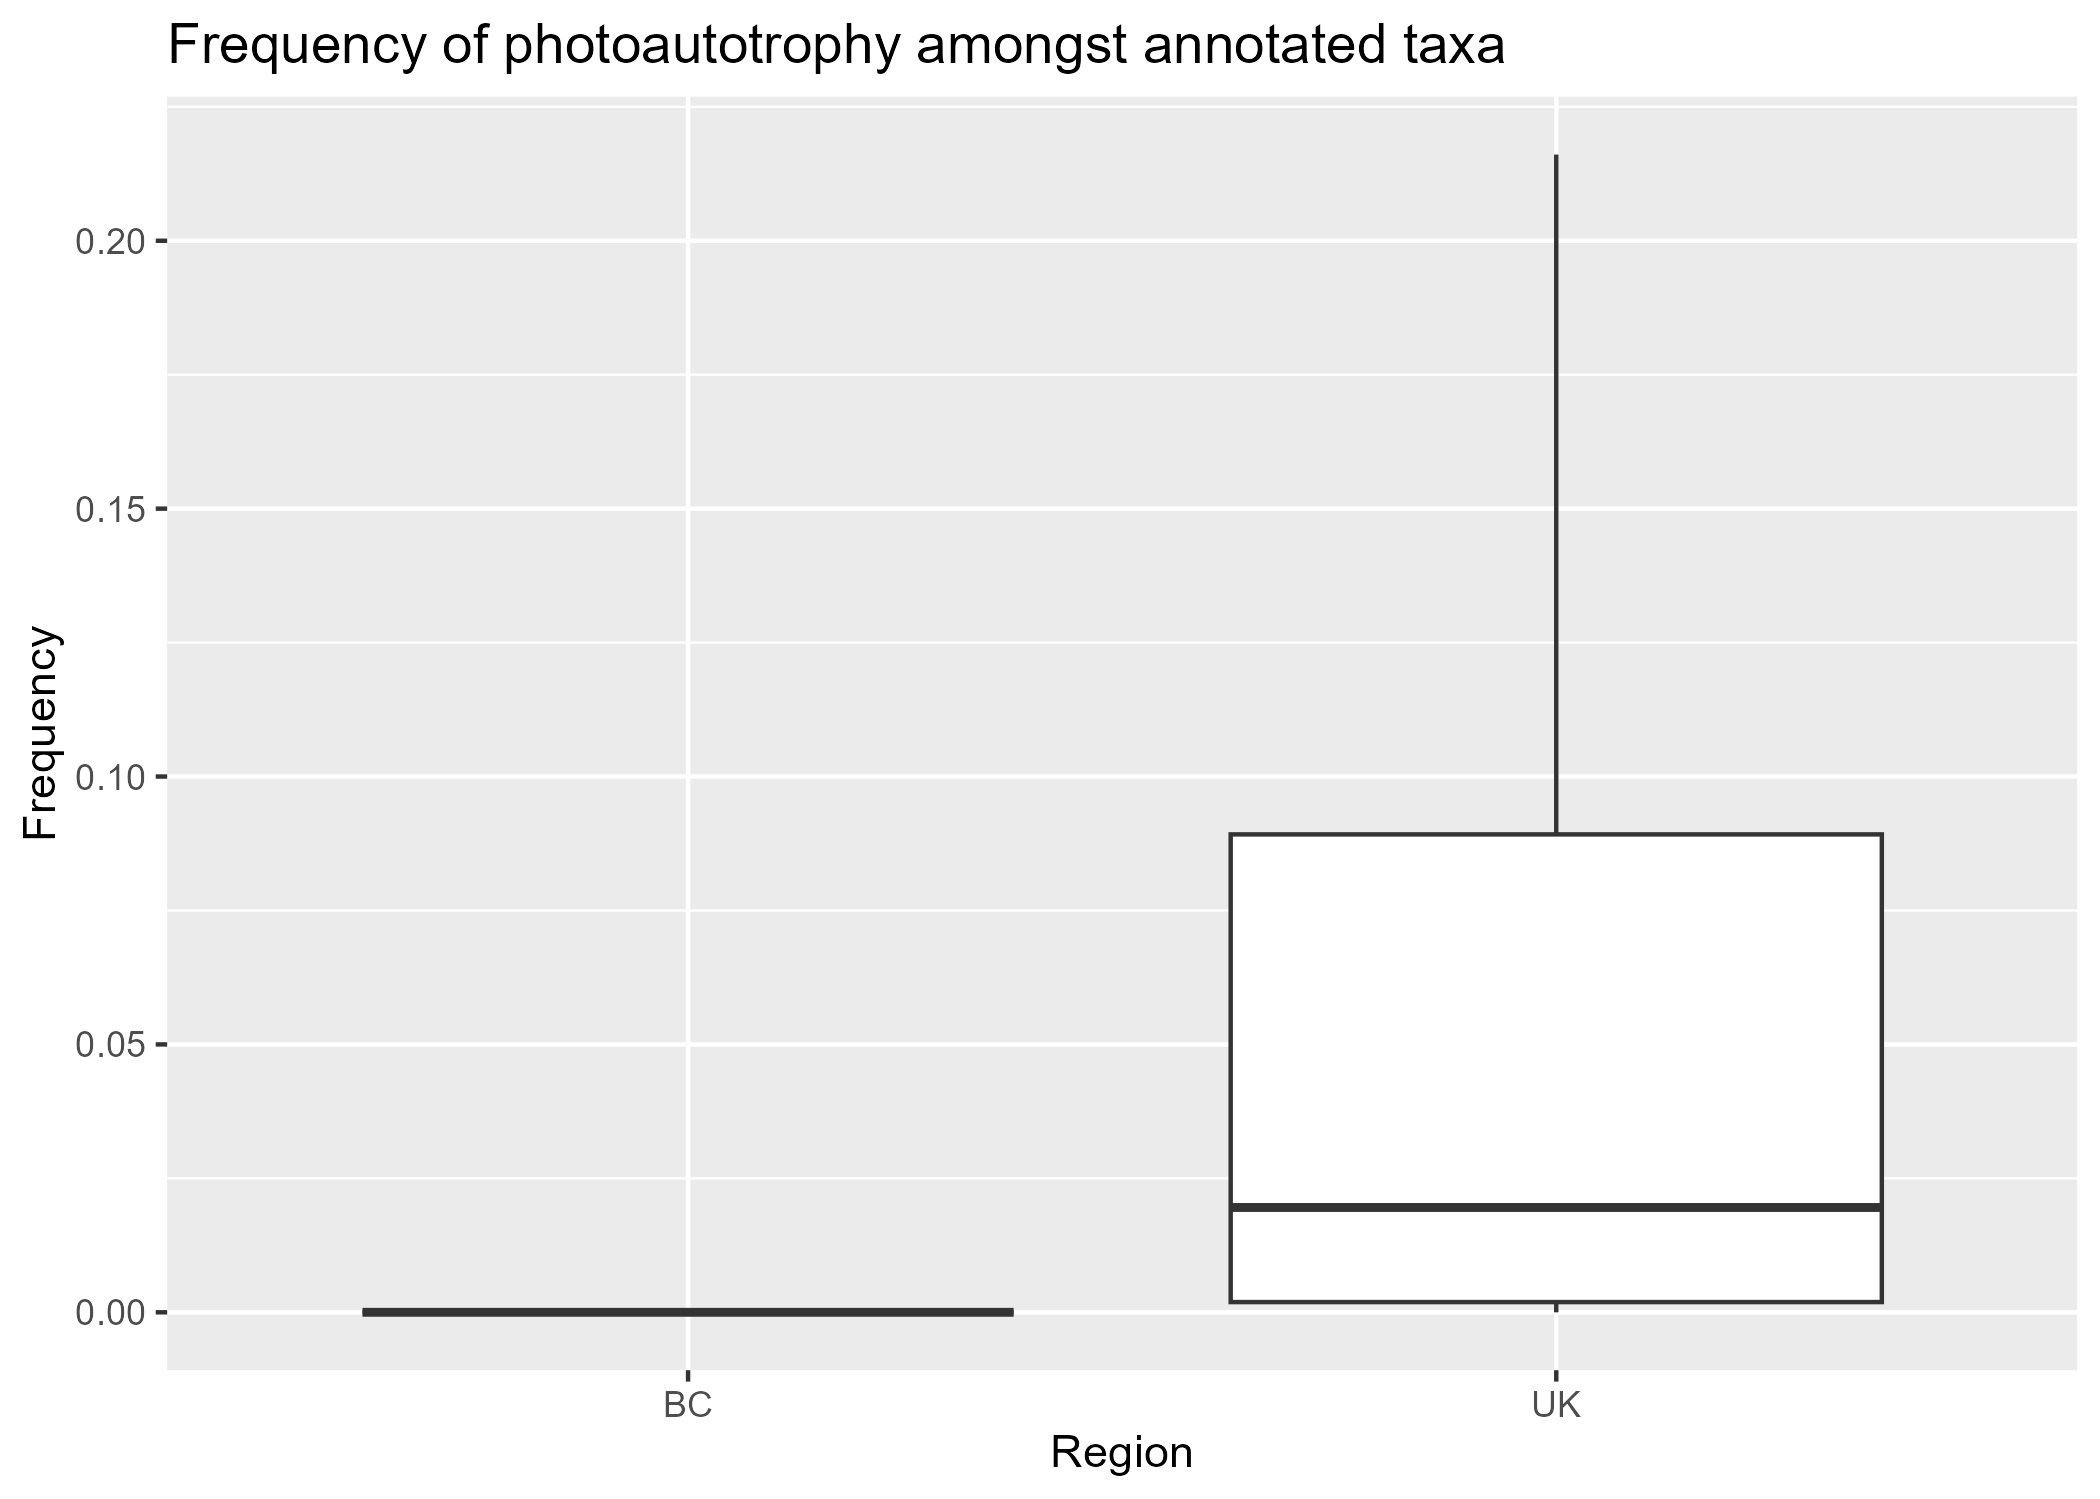 Frequency of photoautotrophy amongst annotated taxa
Frequency
0.20
0.15
0.10
0.05
0.00
BC
UK
Region